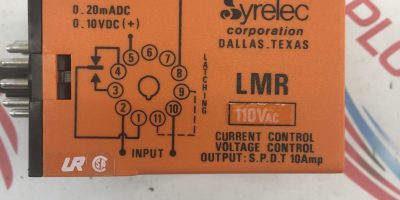 0.20mADC
0.10VDC(+)
Syrelec
corporation
DALLAS.TEXAS
5 6 7
4 8
3 9
2 10
1 11
LATCHING
LMR
110VAC
INPUT
CURRENT CONTROL
VOLTAGE CONTROL
OUTPUT: S.P.D.T 10Amp